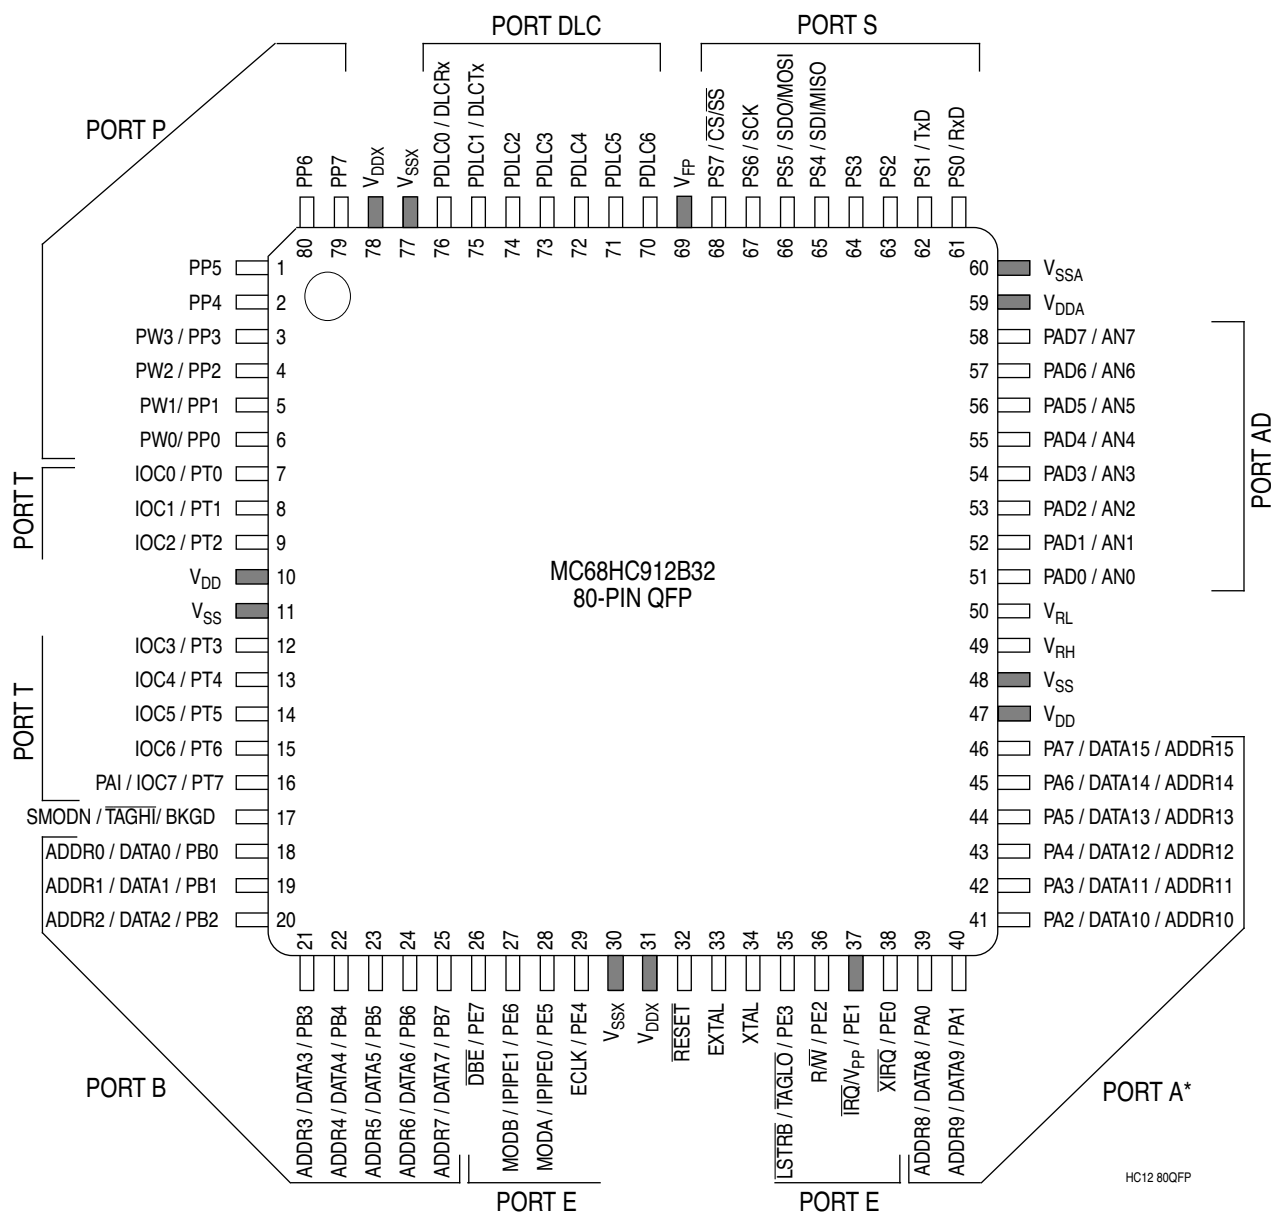 PORT DLC
PORT S
PORT P
PP6
PP7
VDDX
VSSX
PDLC0 / DLCRx
PDLC1 / DLCTx
PDLC2
PDLC3
PDLC4
PDLC5
PDLC6
VFP
PS7 / CS/SS
PS6 / SCK
PS5 / SDO/MOSI
PS4 / SDI/MISO
PS3
PS2
PS1 / TxD
PS0 / RxD
80
79
78
77
76
75
74
73
72
71
70
69
68
67
66
65
64
63
62
61
PP5 1
PP4 2
PW3 / PP3 3
PW2 / PP2 4
PW1/ PP1 5
PW0/ PP0 6
PORT T
IOC0 / PT0 7
IOC1 / PT1 8
IOC2 / PT2 9
VDD 10
VSS 11
PORT T
IOC3 / PT3 12
IOC4 / PT4 13
IOC5 / PT5 14
IOC6 / PT6 15
PAI / IOC7 / PT7 16
SMODN / TAGHI/ BKGD 17
ADDR0 / DATA0 / PB0 18
ADDR1 / DATA1 / PB1 19
ADDR2 / DATA2 / PB2 20
MC68HC912B32
80-PIN QFP
60 VSSA
59 VDDA
58 PAD7 / AN7
57 PAD6 / AN6
56 PAD5 / AN5
55 PAD4 / AN4
54 PAD3 / AN3
53 PAD2 / AN2
52 PAD1 / AN1
51 PAD0 / AN0
PORT AD
50 VRL
49 VRH
48 VSS
47 VDD
46 PA7 / DATA15 / ADDR15
45 PA6 / DATA14 / ADDR14
44 PA5 / DATA13 / ADDR13
43 PA4 / DATA12 / ADDR12
42 PA3 / DATA11 / ADDR11
41 PA2 / DATA10 / ADDR10
21
22
23
24
25
26
27
28
29
30
31
32
33
34
35
36
37
38
39
40
ADDR3 / DATA3 / PB3
ADDR4 / DATA4 / PB4
ADDR5 / DATA5 / PB5
ADDR6 / DATA6 / PB6
ADDR7 / DATA7 / PB7
DBE / PE7
MODB / IPIPE1 / PE6
MODA / IPIPE0 / PE5
ECLK / PE4
VSSX
VDDX
RESET
EXTAL
XTAL
LSTRB / TAGLO / PE3
R/W / PE2
IRQ/VPP / PE1
XIRQ / PE0
ADDR8 / DATA8 / PA0
ADDR9 / DATA9 / PA1
PORT B
PORT A*
PORT E
PORT E
HC12 80QFP